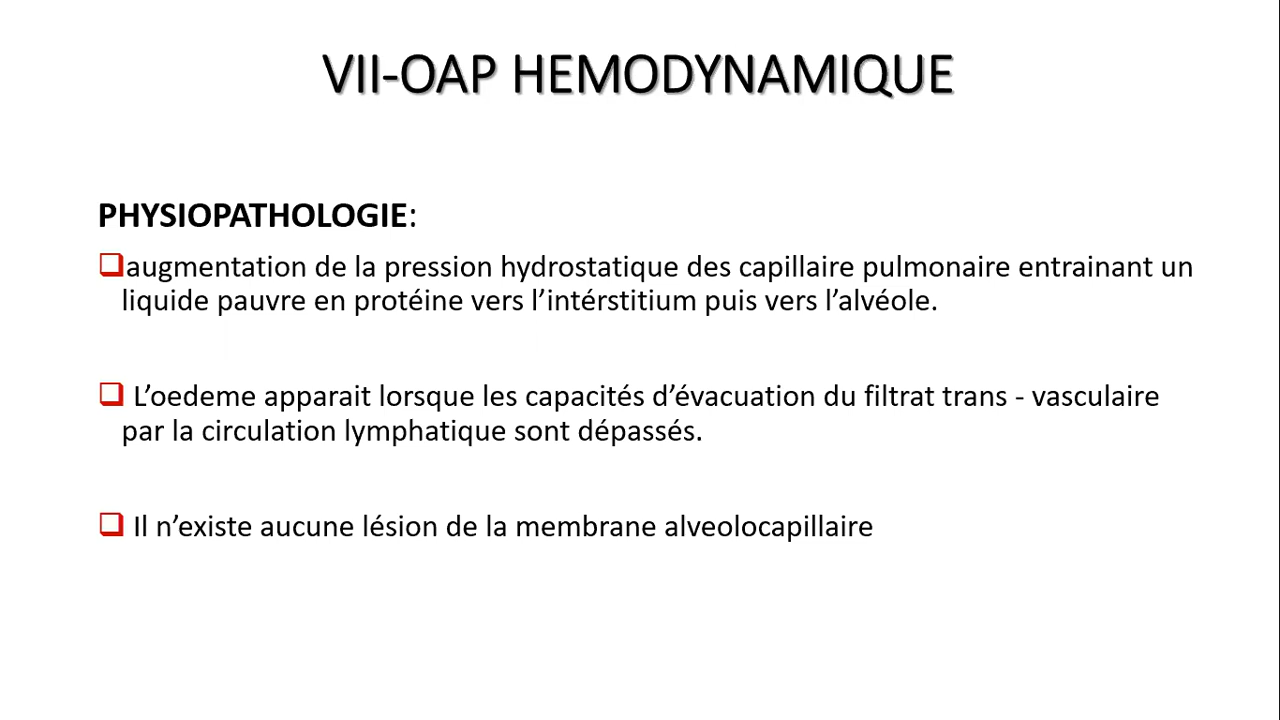 VII-OAP HEMODYNAMIQUE
PHYSIOPATHOLOGIE:
❑augmentation de la pression hydrostatique des capillaire pulmonaire entrainant un
liquide pauvre en protéine vers l’intérstitium puis vers l’alvéole.
❑ L’oedeme apparait lorsque les capacités d’évacuation du filtrat trans - vasculaire
par la circulation lymphatique sont dépassés.
❑ Il n’existe aucune lésion de la membrane alveolocapillaire